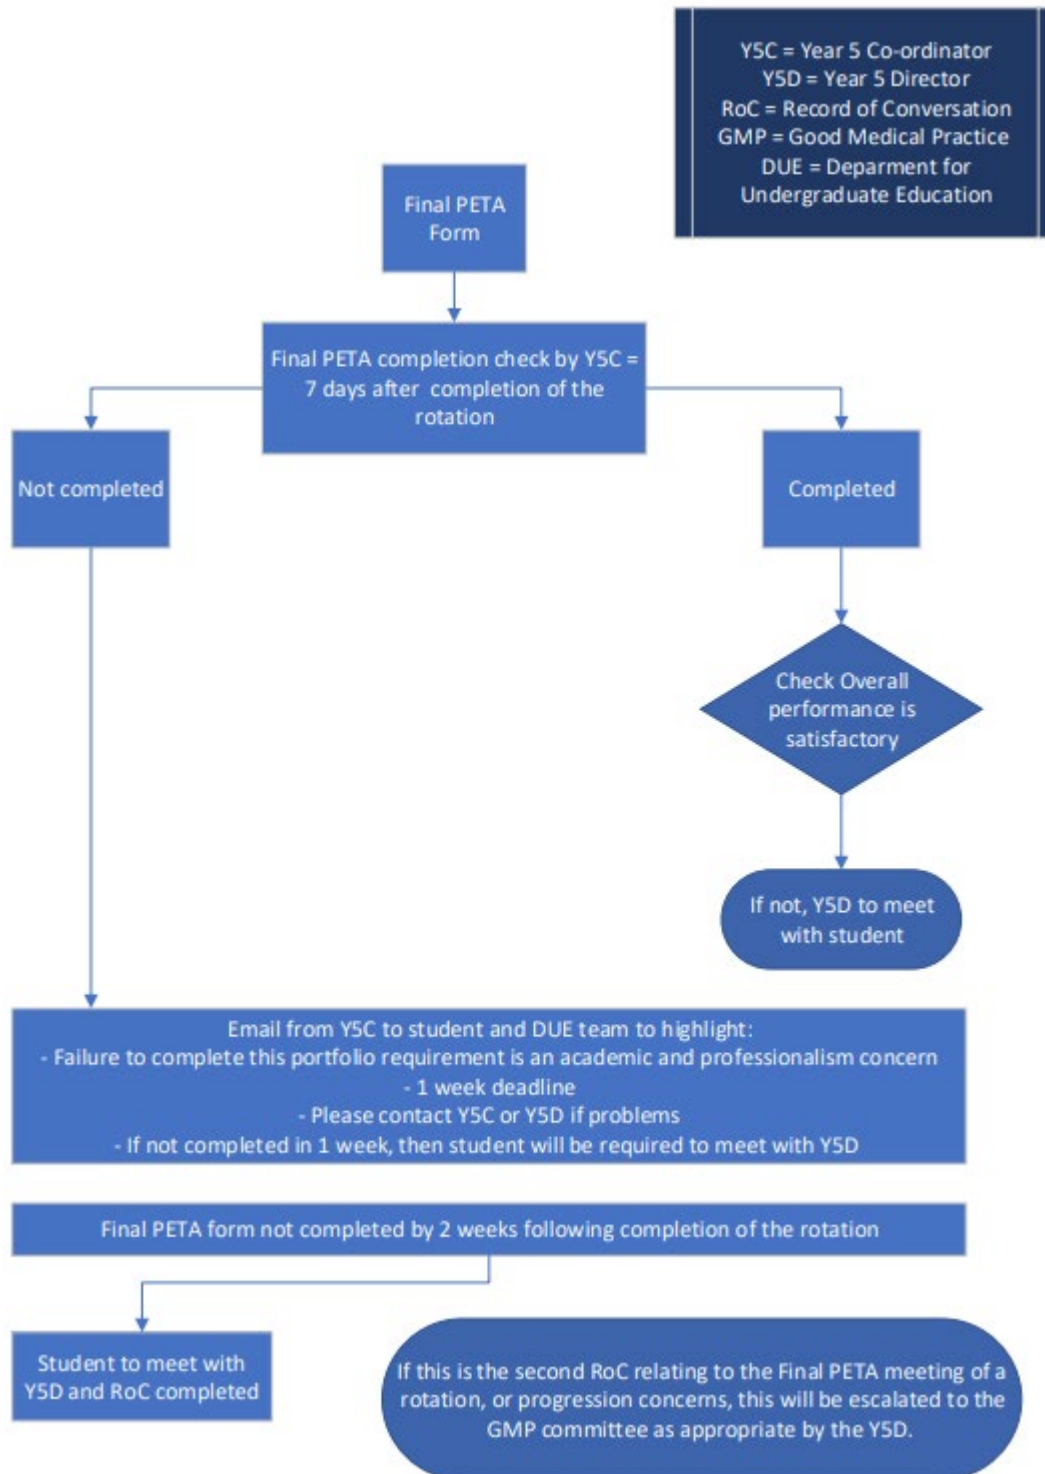 Y5C = Year 5 Co-ordinator
Y5D = Year 5 Director
RoC = Record of Conversation
GMP = Good Medical Practice
DUE = Deparment for
Undergraduate Education
Final PETA
Form
Final PETA completion check by Y5C =
7 days after completion of the
rotation
Not completed
Completed
Check Overall
performance is
satisfactory
If not, Y5D to meet
with student
Email from Y5C to student and DUE team to highlight:
- Failure to complete this portfolio requirement is an academic and professionalism concern
- 1 week deadline
- Please contact Y5C or Y5D if problems
- If not completed in 1 week, then student will be required to meet with Y5D
Final PETA form not completed by 2 weeks following completion of the rotation
Student to meet with
Y5D and RoC completed
If this is the second RoC relating to the Final PETA meeting of a
rotation, or progression concerns, this will be escalated to the
GMP committee as appropriate by the Y5D.